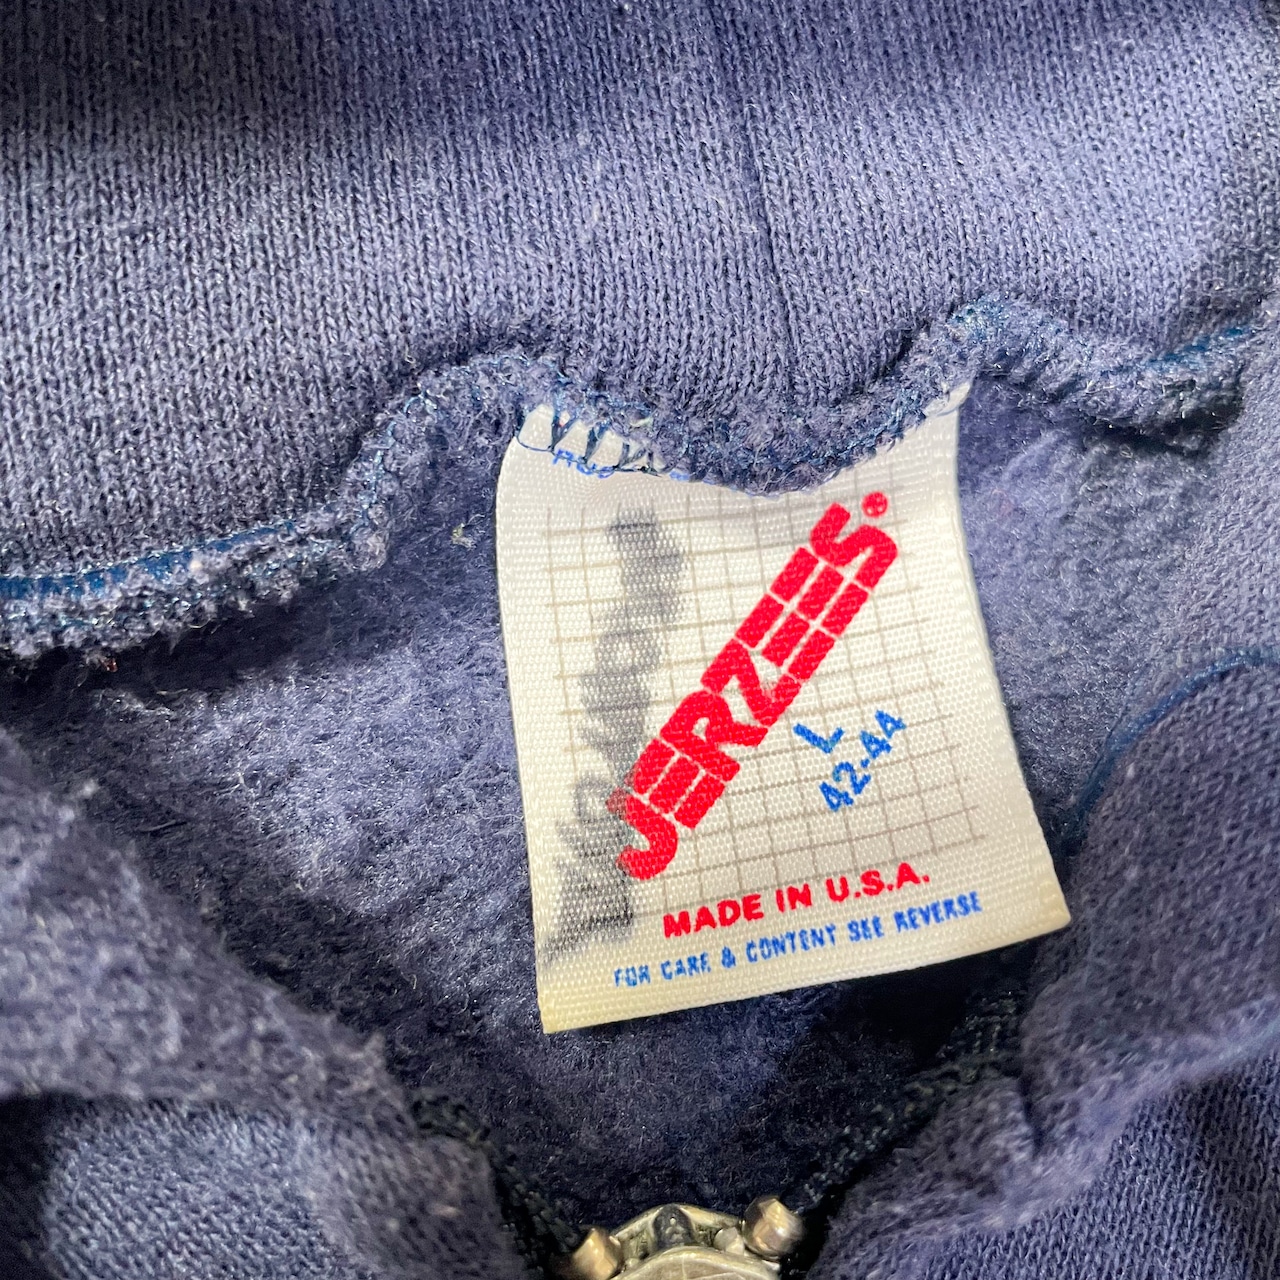 JERZEES
L
42-44
MADE IN U.S.A.
FOR CARE & CONTENT SEE REVERSE